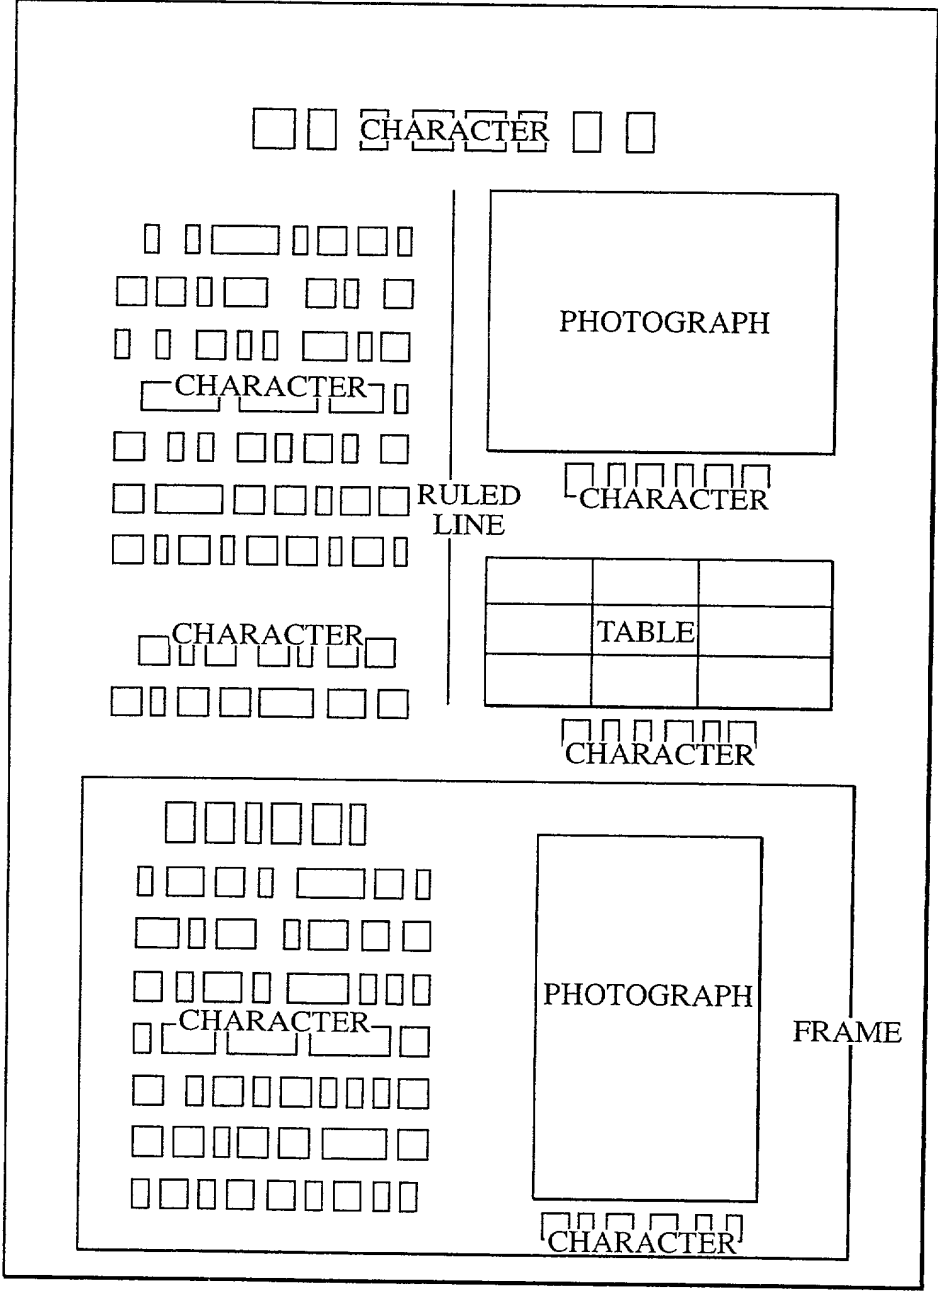 CHARACTER
CHARACTER
RULED
LINE
CHARACTER
PHOTOGRAPH
CHARACTER
TABLE
CHARACTER
CHARACTER
PHOTOGRAPH
CHARACTER
FRAME